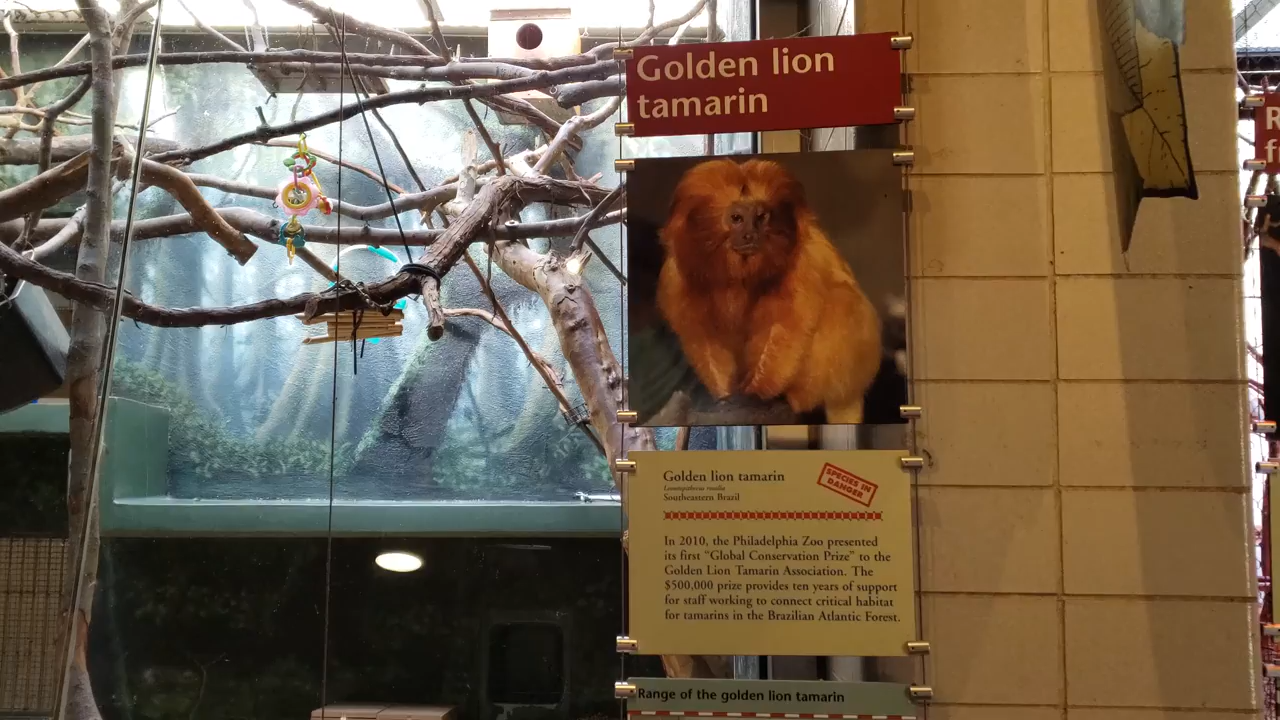 Golden lion
tamarin
Golden lion tamarin
Leontopithecus rosalia
Southeastern Brazil
SPECIES IN
DANGER
In 2010, the Philadelphia Zoo presented
its first “Global Conservation Prize” to the
Golden Lion Tamarin Association. The
$500,000 prize provides ten years of support
for staff working to connect critical habitat
for tamarins in the Brazilian Atlantic Forest.
Range of the golden lion tamarin
R
fr